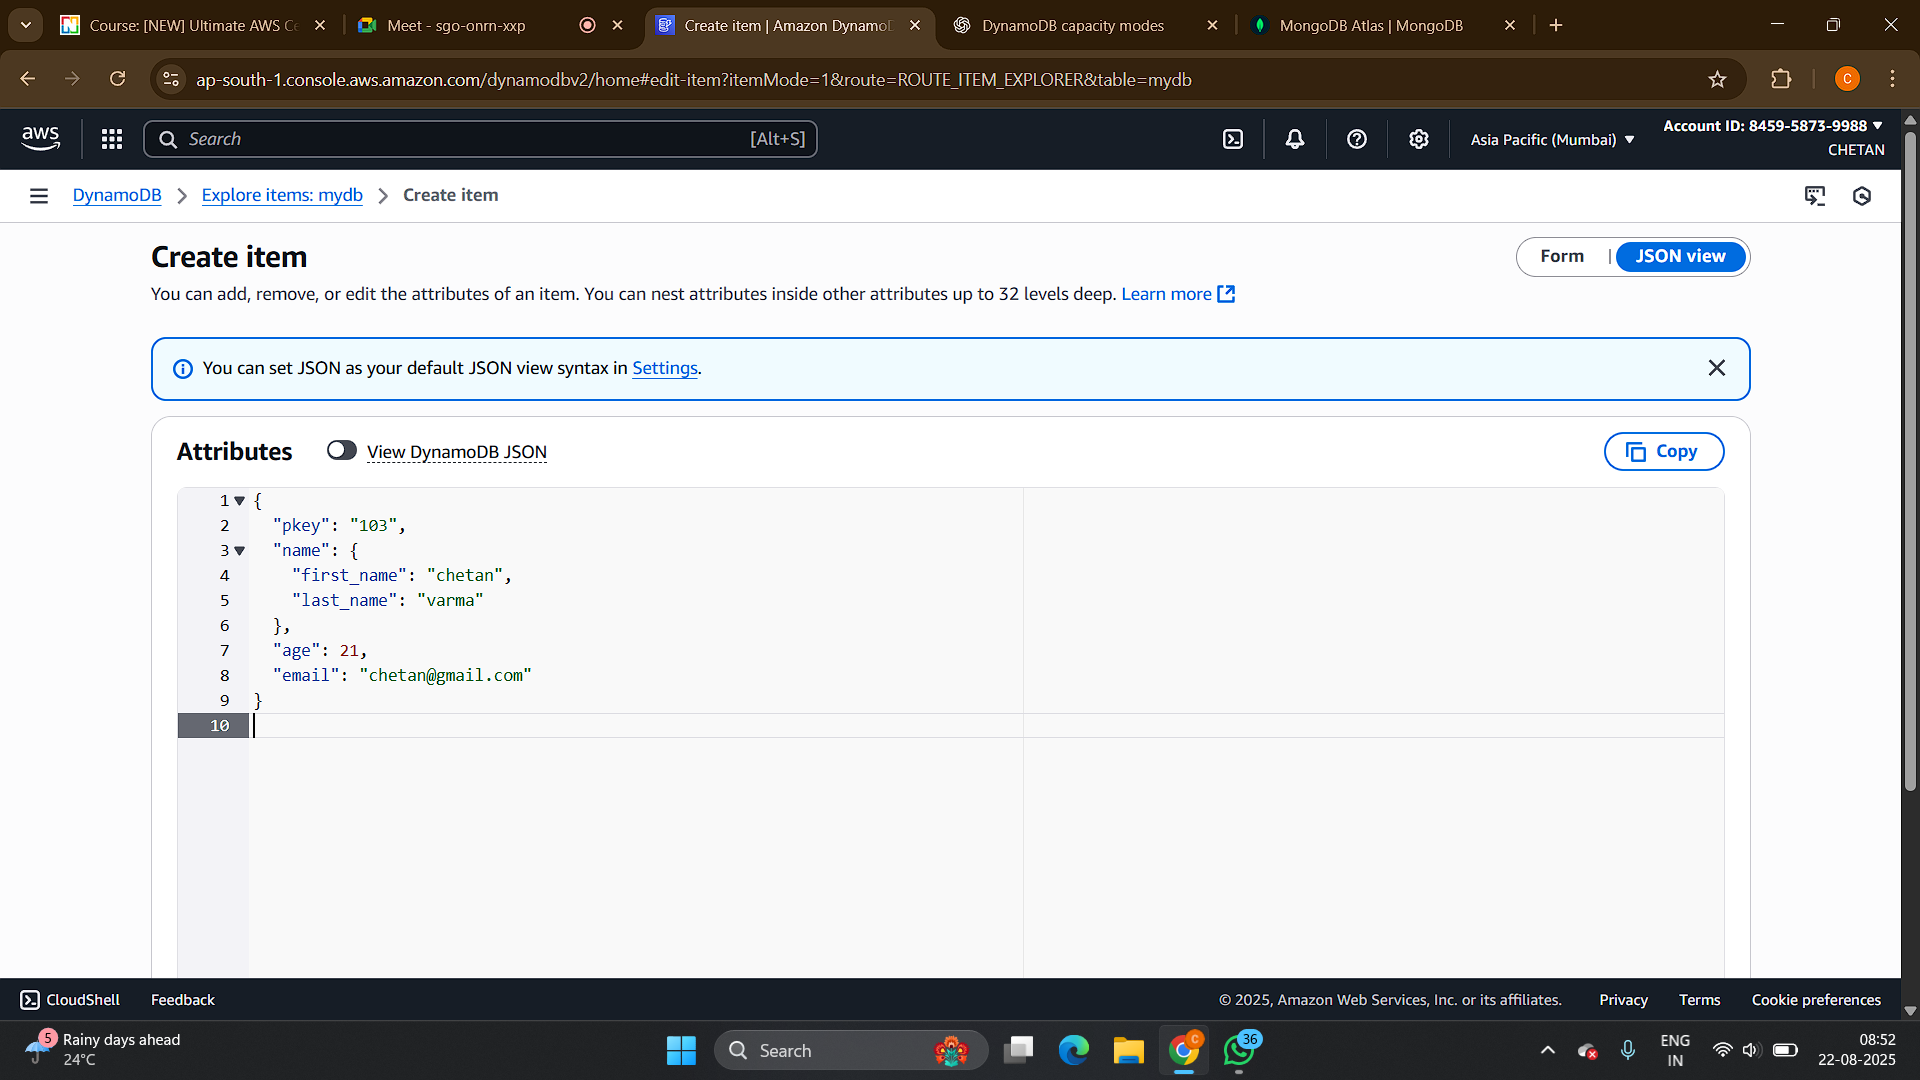 Course: [NEW] Ultimate AWS Ce
Meet - sgo-onrn-xxp
Create item | Amazon DynamoD
DynamoDB capacity modes
MongoDB Atlas | MongoDB
ap-south-1.console.aws.amazon.com/dynamodbv2/home#edit-item?itemMode=1&route=ROUTE_ITEM_EXPLORER&table=mydb
C
aws
Search
[Alt+S]
Asia Pacific (Mumbai)
Account ID: 8459-5873-9988
CHETAN
DynamoDB
Explore items: mydb
Create item
Create item
Form
JSON view
You can add, remove, or edit the attributes of an item. You can nest attributes inside other attributes up to 32 levels deep. Learn more
You can set JSON as your default JSON view syntax in Settings.
Attributes
View DynamoDB JSON
Copy
1 {
2 "pkey": "103",
3 "name": {
4 "first_name": "chetan",
5 "last_name": "varma"
6 },
7 "age": 21,
8 "email": "chetan@gmail.com"
9 }
10
CloudShell
Feedback
© 2025, Amazon Web Services, Inc. or its affiliates.
Privacy
Terms
Cookie preferences
5
Rainy days ahead
24°C
Search
C
36
ENG
IN
08:52
22-08-2025